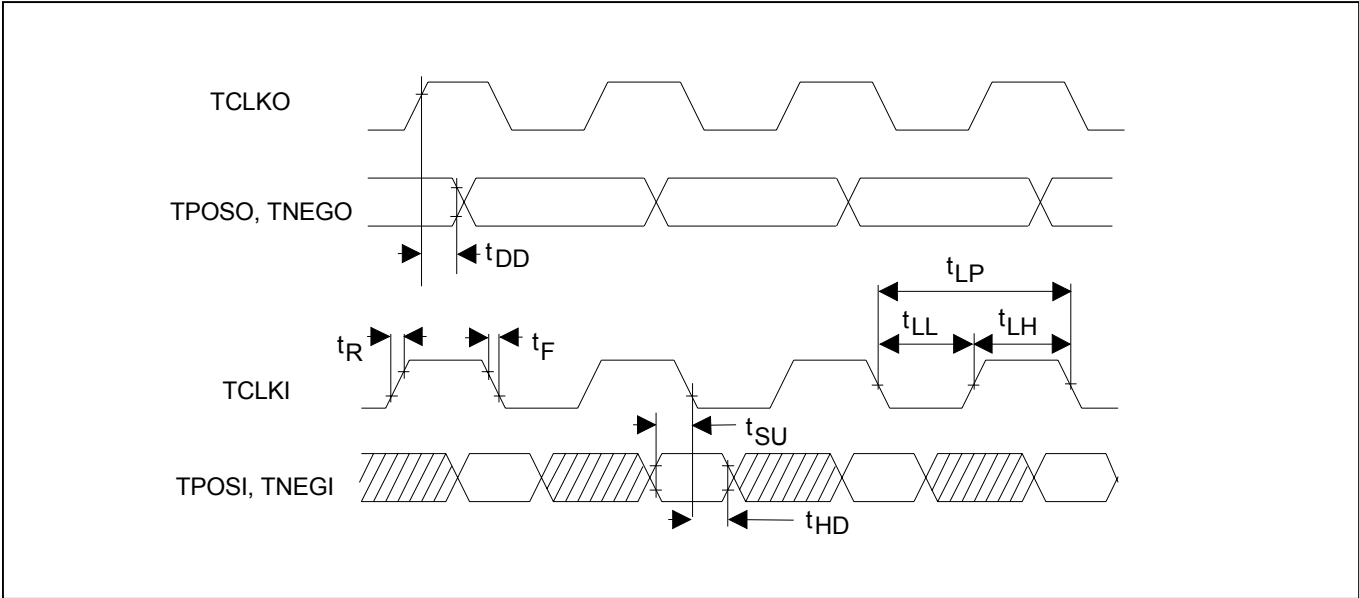 TCLKO
TPOSO, TNEGO
tDD
tLP
tLL
tLH
tR
tF
TCLKI
tSU
TPOSI, TNEGI
tHD